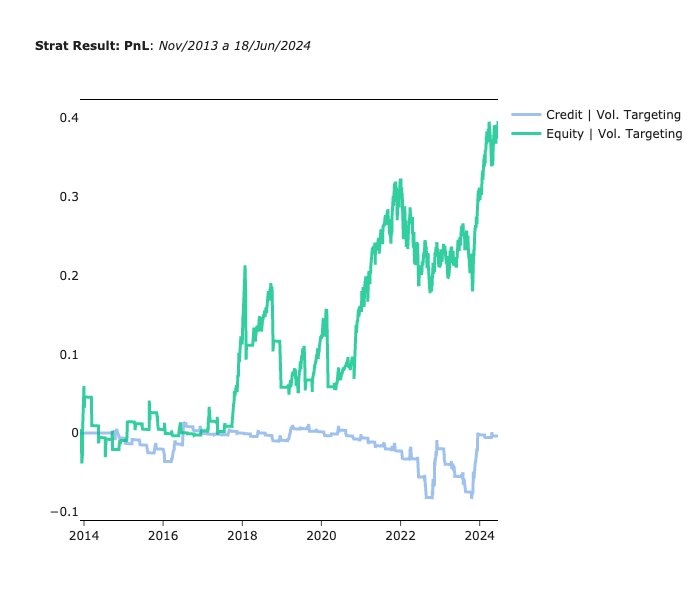 Strat Result: PnL: Nov/2013 a 18/Jun/2024
Credit | Vol. Targeting
Equity | Vol. Targeting
0.4
0.3
0.2
0.1
0
−0.1
2014 2016 2018 2020 2022 2024